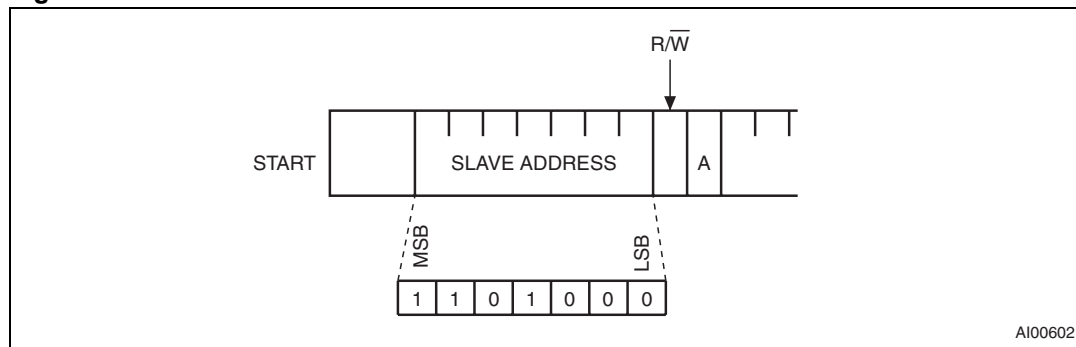 R/W̅
START
SLAVE ADDRESS
A
MSB
LSB
1 1 0 1 0 0 0
AI00602